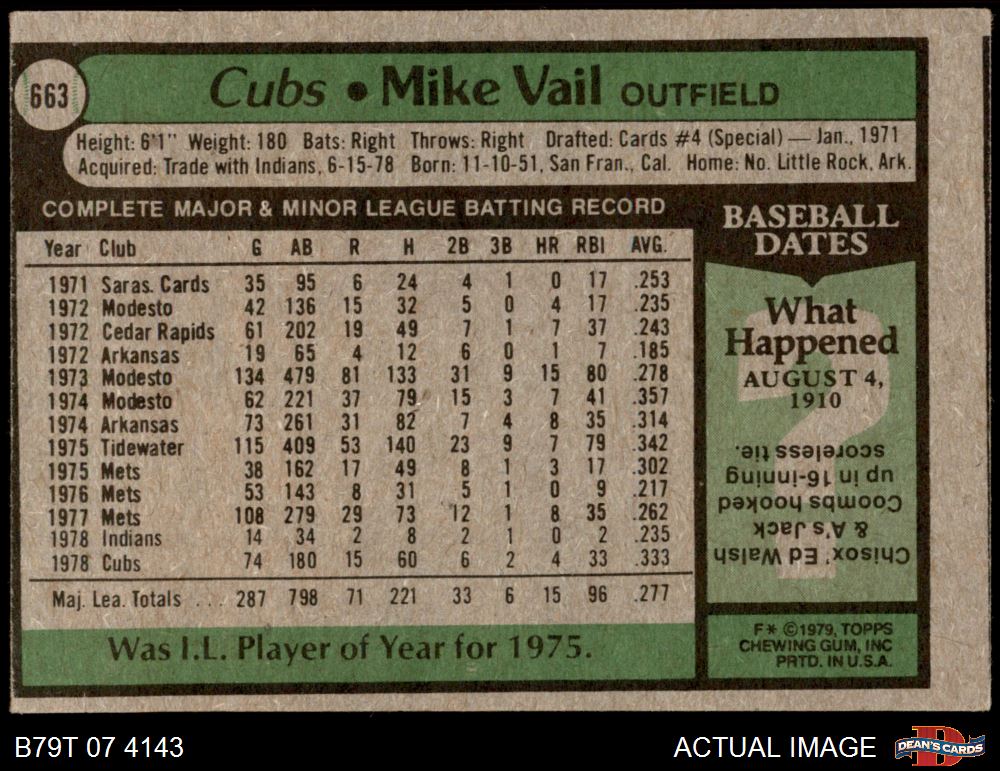 663
Cubs • Mike Vail OUTFIELD
Height: 6'1" Weight: 180 Bats: Right Throws: Right Drafted: Cards #4 (Special) — Jan., 1971
Acquired: Trade with Indians, 6-15-78 Born: 11-10-51, San Fran., Cal. Home: No. Little Rock, Ark.
COMPLETE MAJOR & MINOR LEAGUE BATTING RECORD
Year Club G AB R H 2B 3B HR RBI AVG.
1971 Saras. Cards 35 95 6 24 4 1 0 17 .253
1972 Modesto 42 136 15 32 5 0 4 17 .235
1972 Cedar Rapids 61 202 19 49 7 1 7 37 .243
1972 Arkansas 19 65 4 12 6 0 1 7 .185
1973 Modesto 134 479 81 133 31 9 15 80 .278
1974 Modesto 62 221 37 79 15 3 7 41 .357
1974 Arkansas 73 261 31 82 7 4 8 35 .314
1975 Tidewater 115 409 53 140 23 9 7 79 .342
1975 Mets 38 162 17 49 8 1 3 17 .302
1976 Mets 53 143 8 31 5 1 0 9 .217
1977 Mets 108 279 29 73 12 1 8 35 .262
1978 Indians 14 34 2 8 2 1 0 2 .235
1978 Cubs 74 180 15 60 6 2 4 33 .333
Maj. Lea. Totals ... 287 798 71 221 33 6 15 96 .277
Was I.L. Player of Year for 1975.
BASEBALL
DATES
What
Happened
AUGUST 4,
1910
Chisox' Ed Walsh
& A's Jack
Coombs hooked
up in 16-inning
scoreless tie.
F* ©1979, TOPPS
CHEWING GUM, INC
PRTD. IN U.S.A.
B79T 07 4143
ACTUAL IMAGE
D
DEAN'S CARDS